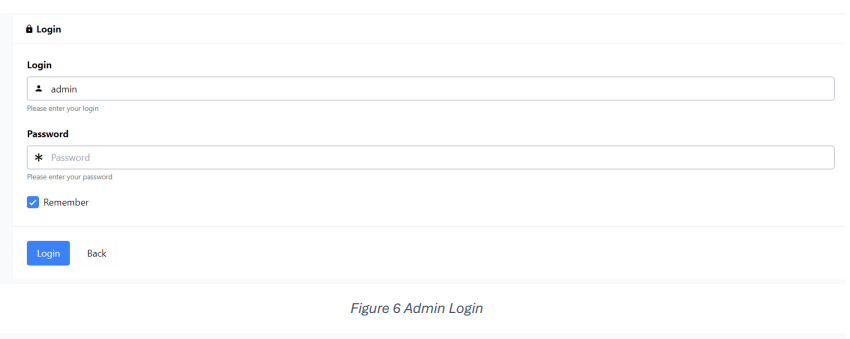 Login
Login
admin
Please enter your login
Password
Password
Please enter your password
Remember
Login Back
Figure 6 Admin Login